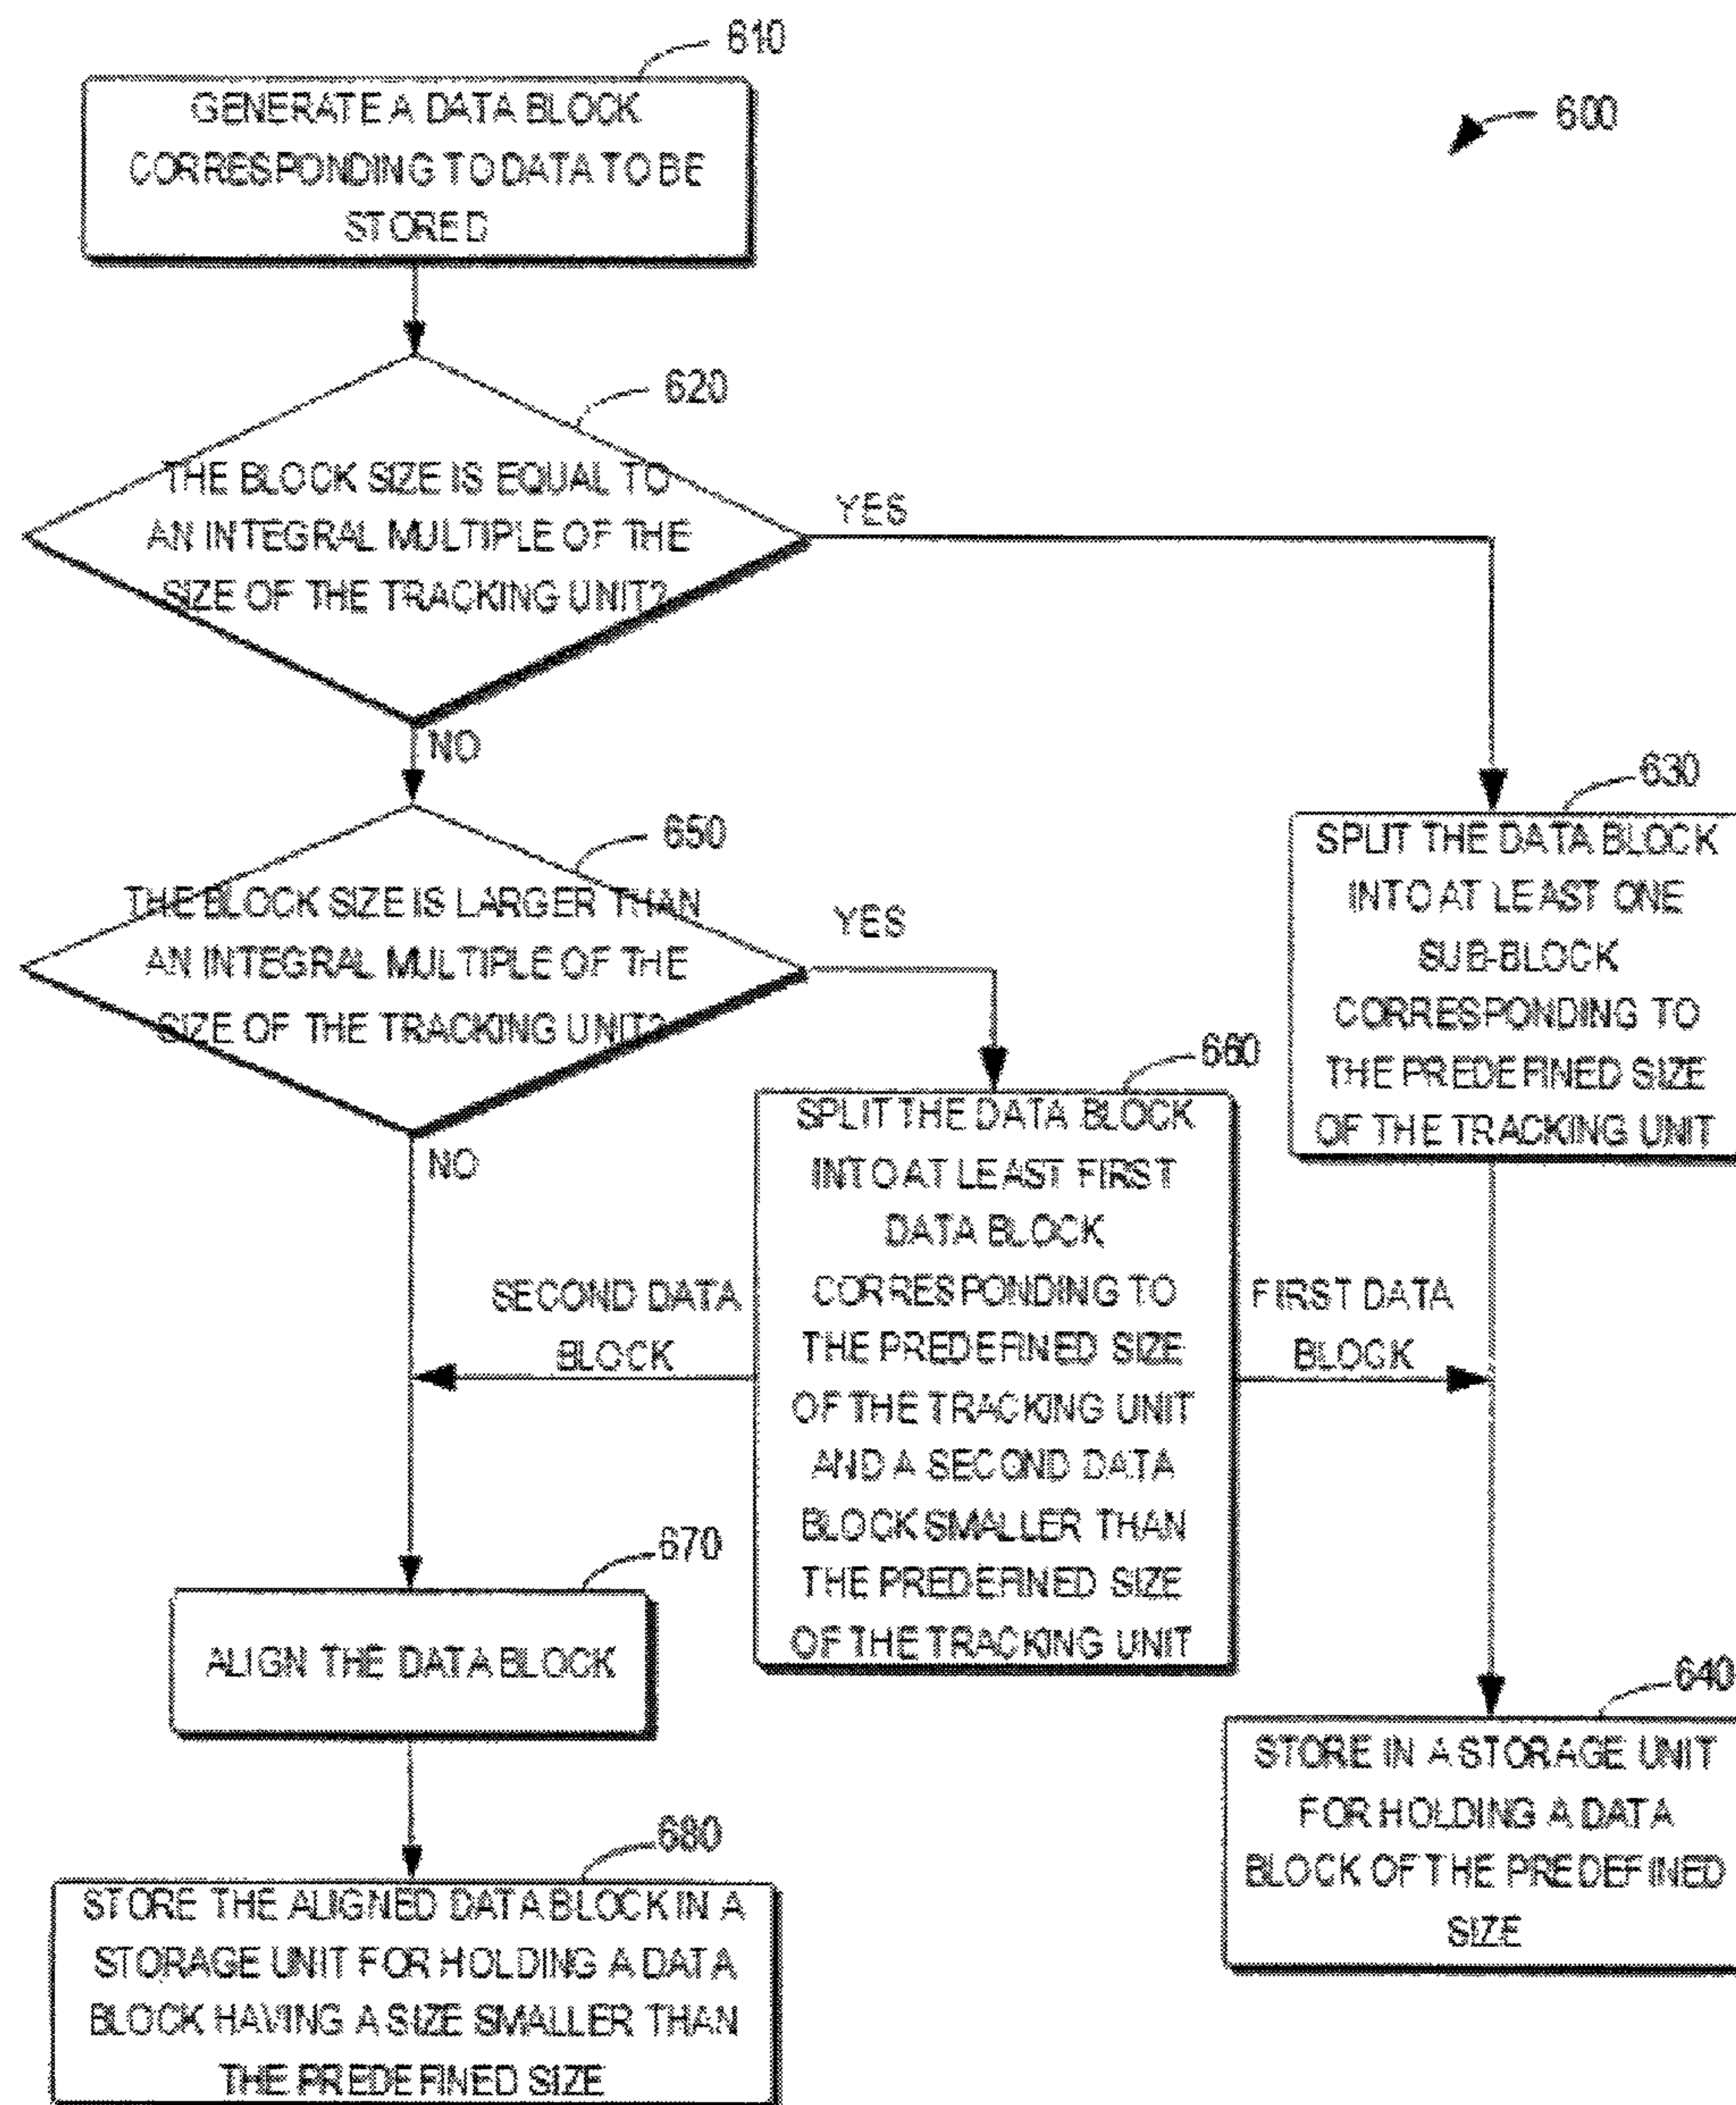 610
600
GENERATE A DATA BLOCK
CORRESPONDING TO DATA TO BE
STORED
620
THE BLOCK SIZE IS EQUAL TO
AN INTEGRAL MULTIPLE OF THE
SIZE OF THE TRACKING UNIT?
YES
NO
630
SPLIT THE DATA BLOCK
INTO AT LEAST ONE
SUB-BLOCK
CORRESPONDING TO
THE PREDEFINED SIZE
OF THE TRACKING UNIT
650
THE BLOCK SIZE IS LARGER THAN
AN INTEGRAL MULTIPLE OF THE
SIZE OF THE TRACKING UNIT?
YES
NO
660
SPLIT THE DATA BLOCK
INTO AT LEAST FIRST
DATA BLOCK
CORRESPONDING TO
THE PREDEFINED SIZE
OF THE TRACKING UNIT
AND A SECOND DATA
BLOCK SMALLER THAN
THE PREDEFINED SIZE
OF THE TRACKING UNIT
SECOND DATA
BLOCK
FIRST DATA
BLOCK
670
ALIGN THE DATA BLOCK
640
STORE IN A STORAGE UNIT
FOR HOLDING A DATA
BLOCK OF THE PREDEFINED
SIZE
680
STORE THE ALIGNED DATA BLOCK IN A
STORAGE UNIT FOR HOLDING A DATA
BLOCK HAVING A SIZE SMALLER THAN
THE PREDEFINED SIZE